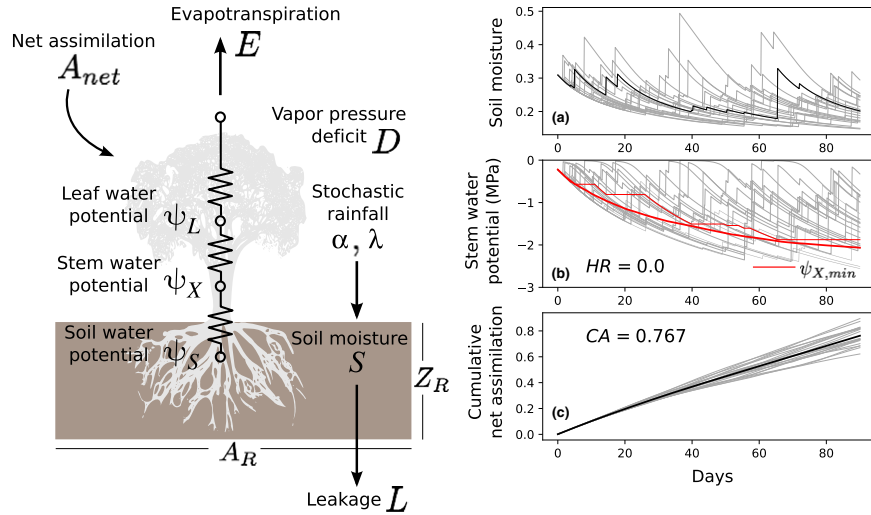 Evapotranspiration
E
Net assimilation
A_net
Vapor pressure
deficit D
Leaf water
potential ψ_L
Stochastic
rainfall
α, λ
Stem water
potential ψ_X
Soil water
potential ψ_S
Soil moisture
S
Z_R
A_R
Leakage L
Soil moisture
0.5
0.4
0.3
0.2
(a)
0 20 40 60 80
Stem water
potential (MPa)
0
−1
−2
−3
(b)
HR = 0.0
ψ_X,min
0 20 40 60 80
Cumulative
net assimilation
0.8
0.6
0.4
0.2
0.0
CA = 0.767
(c)
0 20 40 60 80
Days